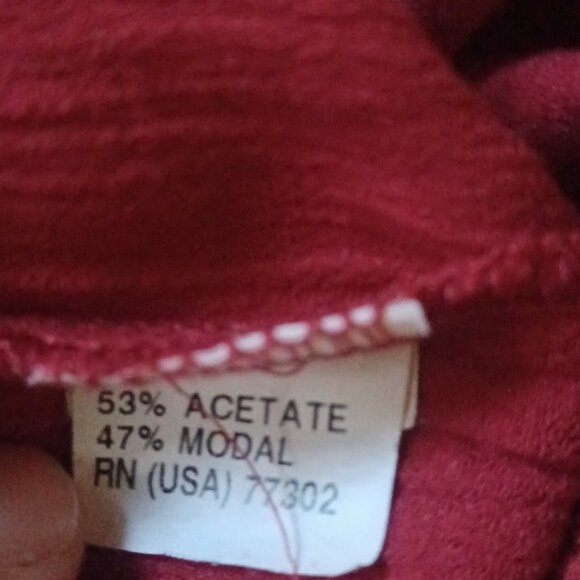 53% ACETATE
47% MODAL
RN (USA) 77302